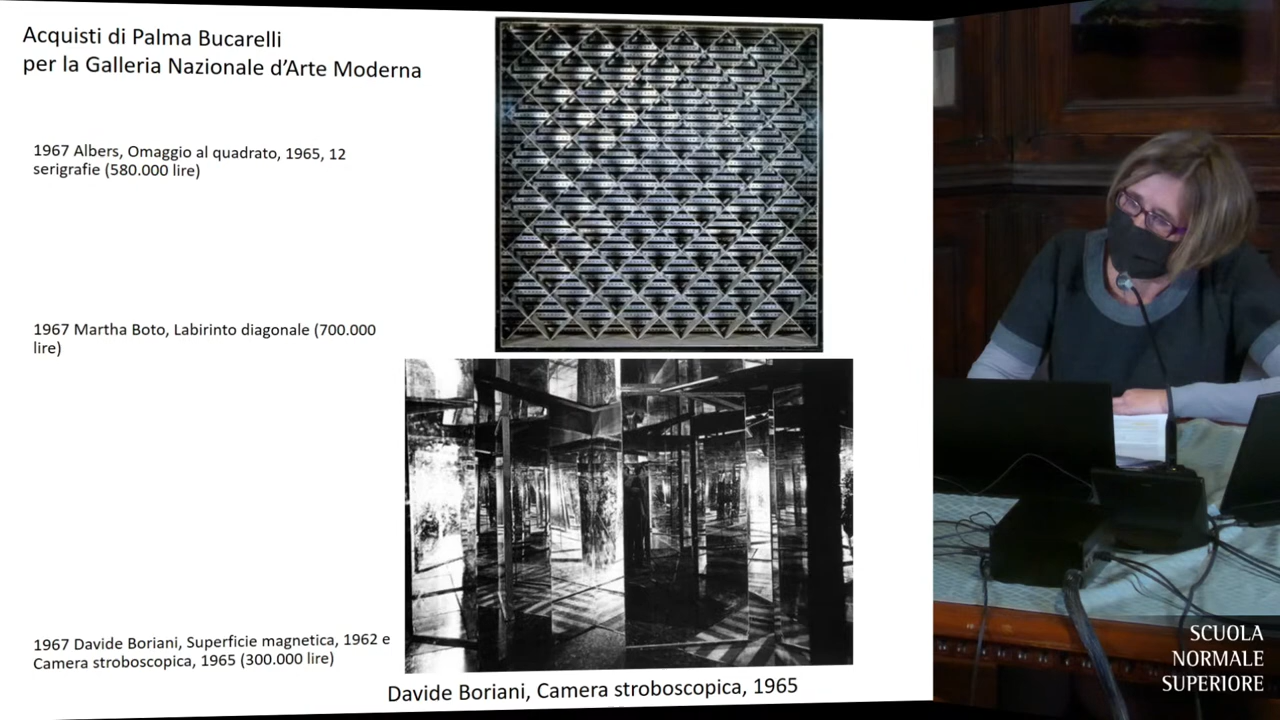 Acquisti di Palma Bucarelli
per la Galleria Nazionale d'Arte Moderna
1967 Albers, Omaggio al quadrato, 1965, 12
serigrafie (580.000 lire)
1967 Martha Boto, Labirinto diagonale (700.000
lire)
1967 Davide Boriani, Superficie magnetica, 1962 e
Camera stroboscopica, 1965 (300.000 lire)
Davide Boriani, Camera stroboscopica, 1965
SCUOLA
NORMALE
SUPERIORE